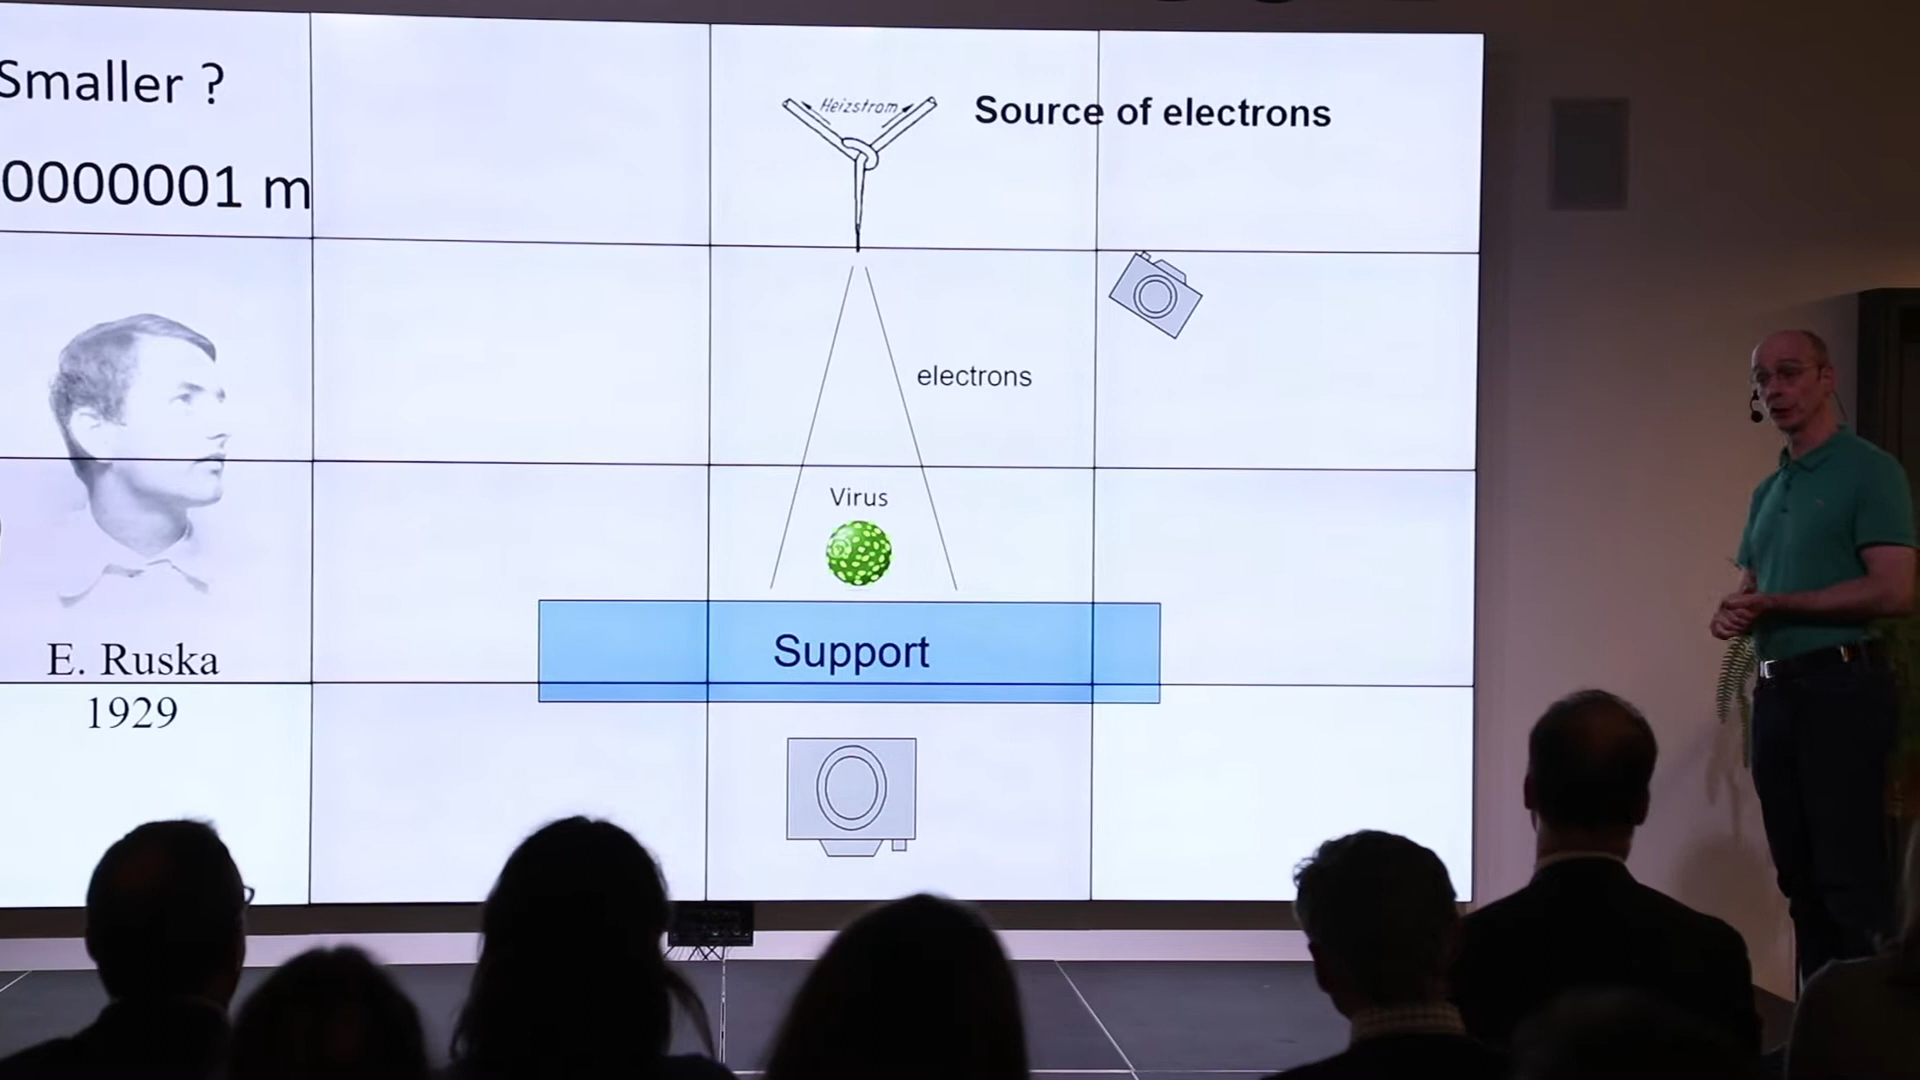 Smaller ?
0000001 m
E. Ruska
1929
Heizstrom
Source of electrons
electrons
Virus
Support